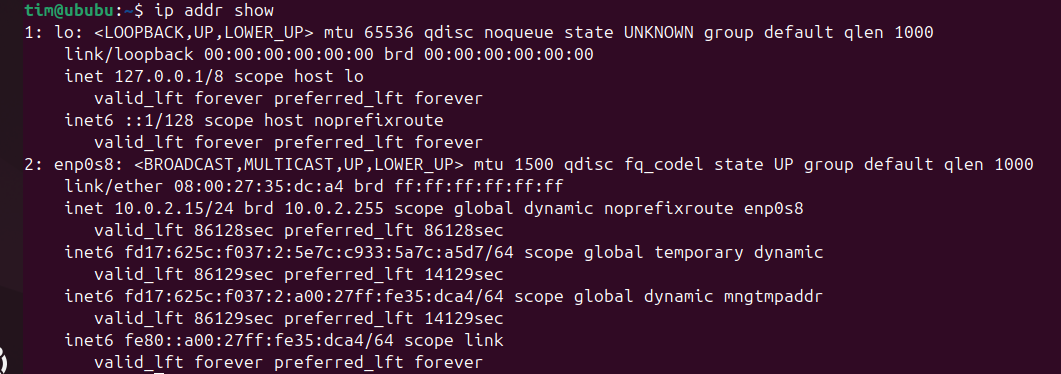 tim@ububu:~$ ip addr show
1: lo: <LOOPBACK,UP,LOWER_UP> mtu 65536 qdisc noqueue state UNKNOWN group default qlen 1000
    link/loopback 00:00:00:00:00:00 brd 00:00:00:00:00:00
    inet 127.0.0.1/8 scope host lo
       valid_lft forever preferred_lft forever
    inet6 ::1/128 scope host noprefixroute
       valid_lft forever preferred_lft forever
2: enp0s8: <BROADCAST,MULTICAST,UP,LOWER_UP> mtu 1500 qdisc fq_codel state UP group default qlen 1000
    link/ether 08:00:27:35:dc:a4 brd ff:ff:ff:ff:ff:ff
    inet 10.0.2.15/24 brd 10.0.2.255 scope global dynamic noprefixroute enp0s8
       valid_lft 86128sec preferred_lft 86128sec
    inet6 fd17:625c:f037:2:5e7c:c933:5a7c:a5d7/64 scope global temporary dynamic
       valid_lft 86129sec preferred_lft 14129sec
    inet6 fd17:625c:f037:2:a00:27ff:fe35:dca4/64 scope global dynamic mngtmpaddr
       valid_lft 86129sec preferred_lft 14129sec
    inet6 fe80::a00:27ff:fe35:dca4/64 scope link
       valid_lft forever preferred_lft forever